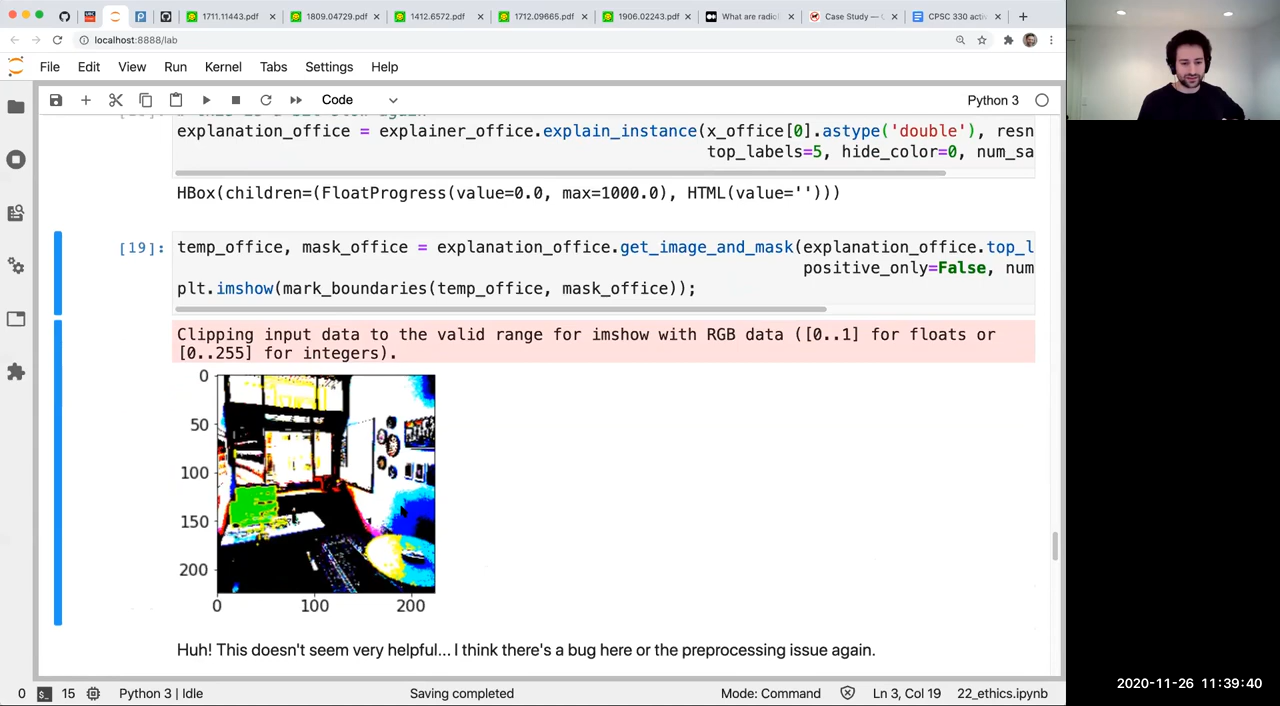 1711.11443.pdf
1809.04729.pdf
1412.6572.pdf
1712.09665.pdf
1906.02243.pdf
What are radiol
Case Study —
CPSC 330 activ
localhost:8888/lab
File Edit View Run Kernel Tabs Settings Help
Code
Python 3
explanation_office = explainer_office.explain_instance(x_office[0].astype('double'), resn
top_labels=5, hide_color=0, num_sa
HBox(children=(FloatProgress(value=0.0, max=1000.0), HTML(value='')))
[19]:
temp_office, mask_office = explanation_office.get_image_and_mask(explanation_office.top_l
positive_only=False, num
plt.imshow(mark_boundaries(temp_office, mask_office));
Clipping input data to the valid range for imshow with RGB data ([0..1] for floats or
[0..255] for integers).
0
50
100
150
200
0 100 200
Huh! This doesn't seem very helpful... I think there's a bug here or the preprocessing issue again.
0 15 Python 3 | Idle Saving completed Mode: Command Ln 3, Col 19 22_ethics.ipynb
2020-11-26 11:39:40